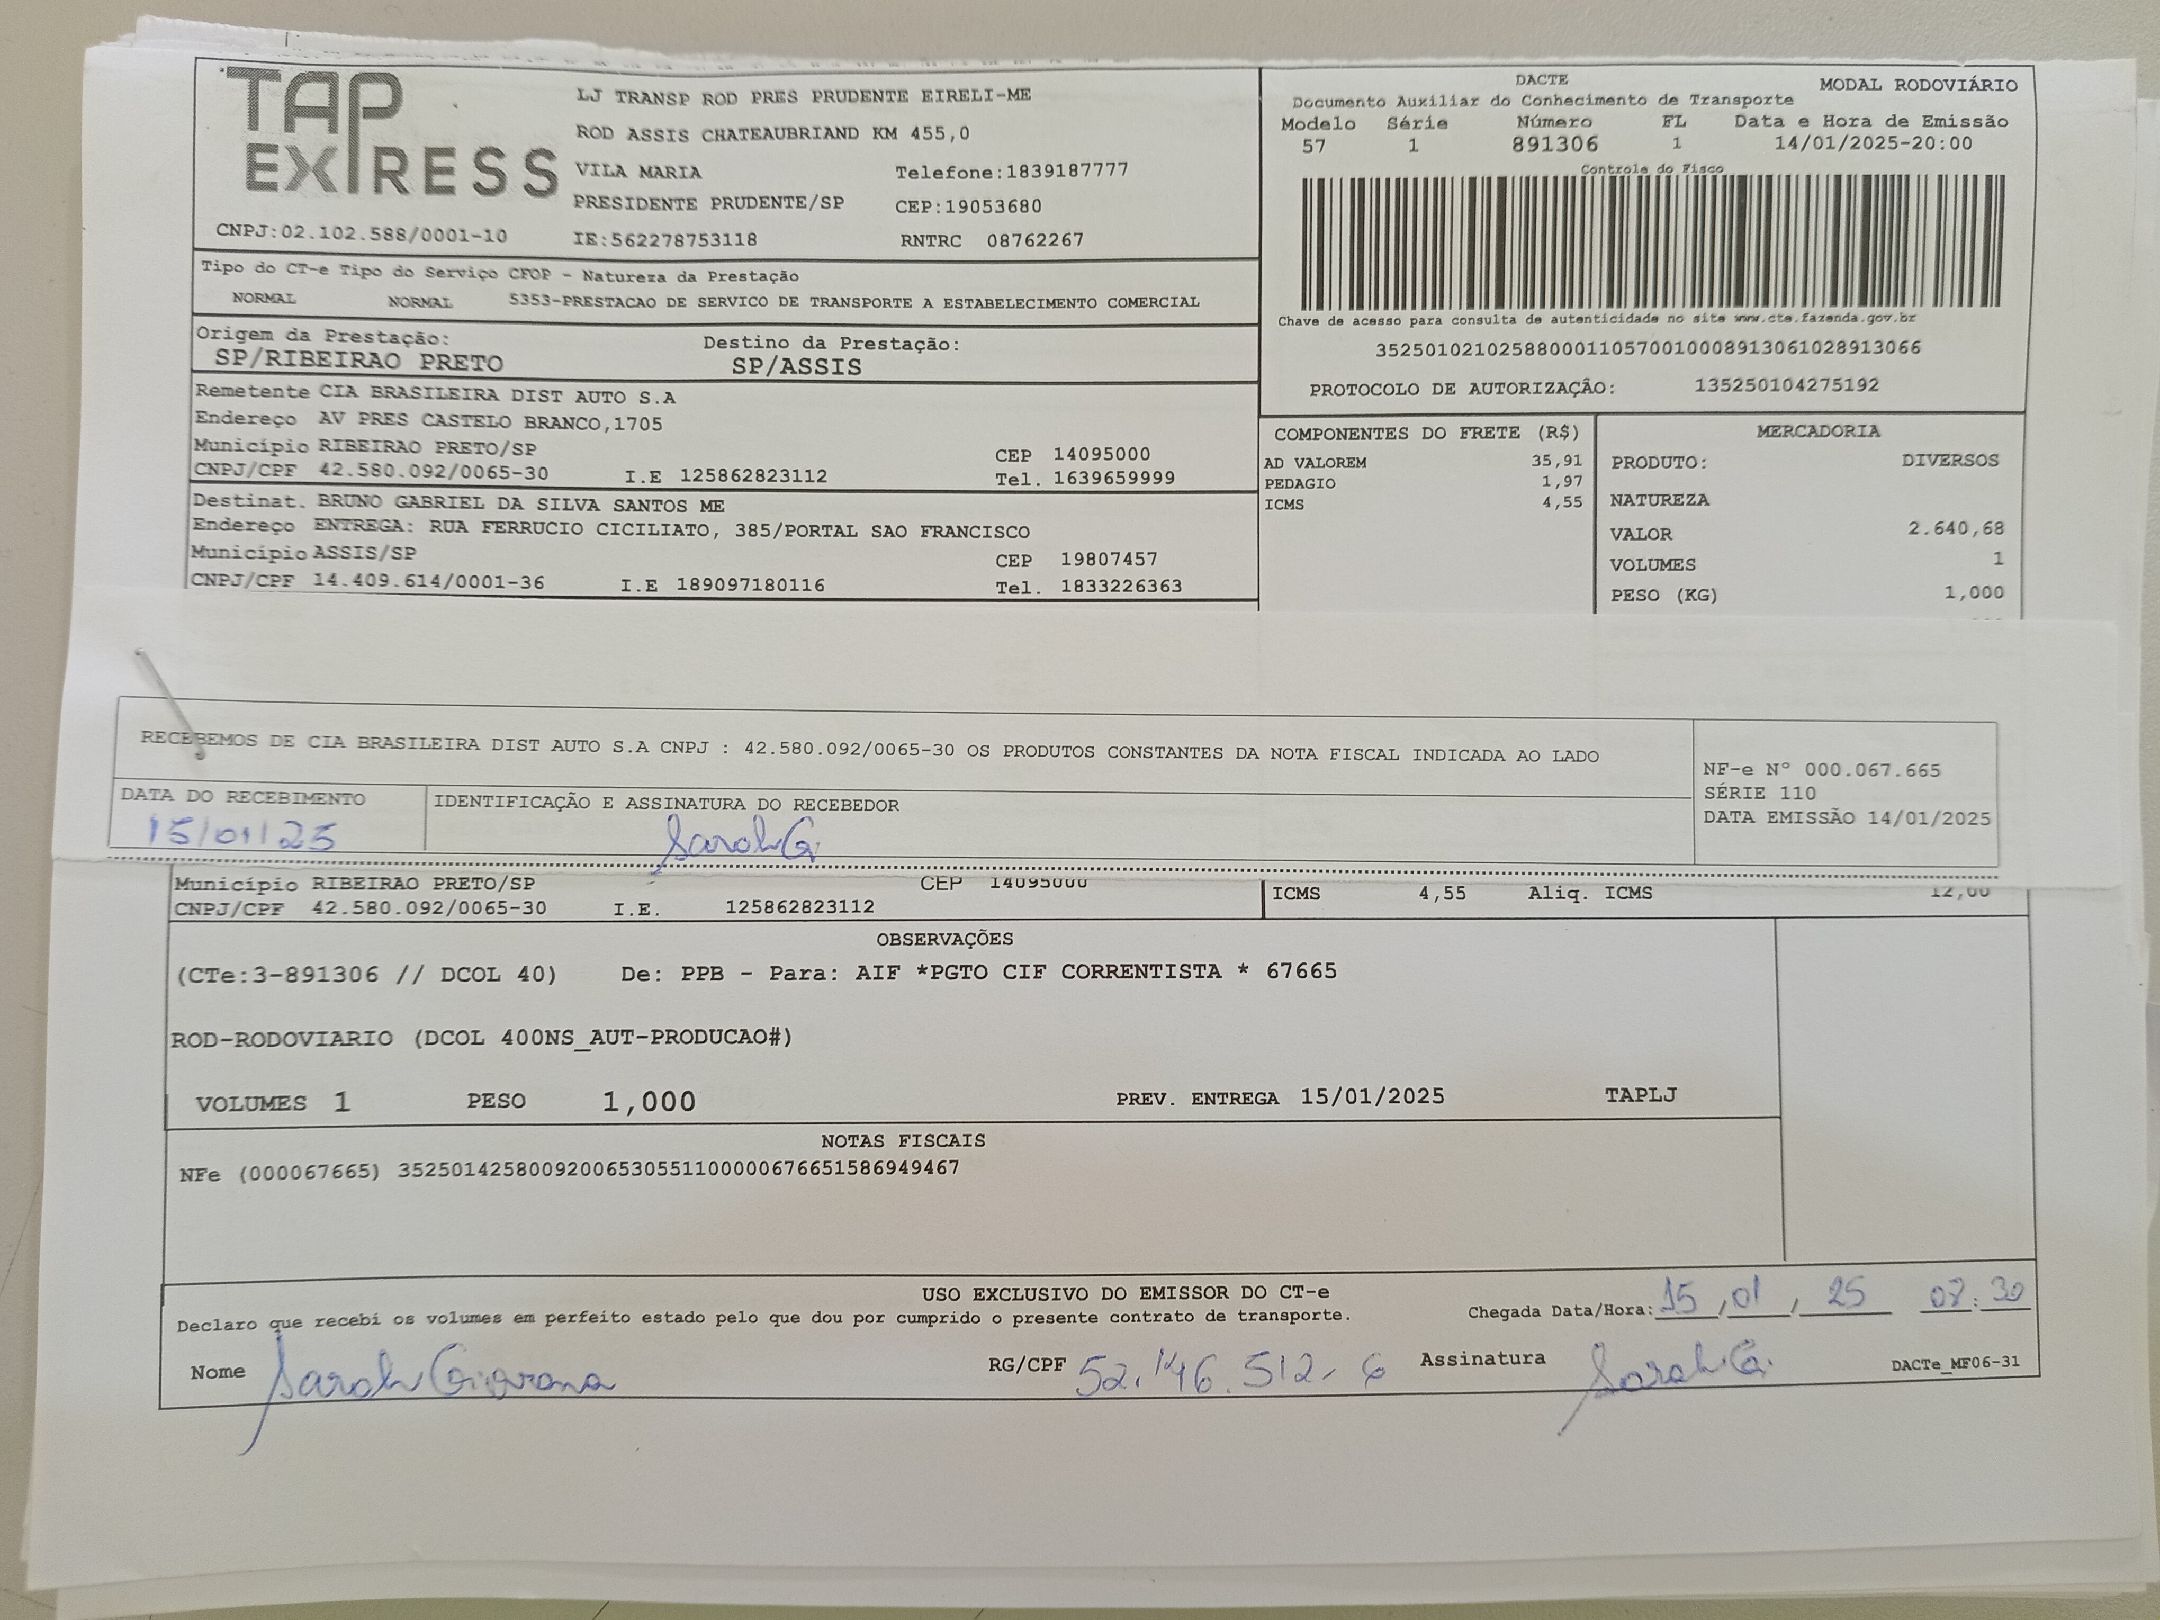 TAP EXPRESS
LJ TRANSP ROD PRES PRUDENTE EIRELI-ME
ROD ASSIS CHATEAUBRIAND KM 455,0
VILA MARIA Telefone:1839187777
PRESIDENTE PRUDENTE/SP CEP:19053680
CNPJ:02.102.588/0001-10 IE:562278753118 RNTRC 08762267
DACTE MODAL RODOVIÁRIO
Documento Auxiliar do Conhecimento de Transporte
Modelo Série Número FL Data e Hora de Emissão
57 1 891306 1 14/01/2025-20:00
Controle do Fisco
Chave de acesso para consulta de autenticidade no site www.cte.fazenda.gov.br
35250102102588000110570010008913061028913066
PROTOCOLO DE AUTORIZAÇÃO: 135250104275192
Tipo do CT-e Tipo do Serviço CFOP - Natureza da Prestação
NORMAL NORMAL 5353-PRESTACAO DE SERVICO DE TRANSPORTE A ESTABELECIMENTO COMERCIAL
Origem da Prestação: Destino da Prestação:
SP/RIBEIRAO PRETO SP/ASSIS
Remetente CIA BRASILEIRA DIST AUTO S.A
Endereço AV PRES CASTELO BRANCO,1705
Município RIBEIRAO PRETO/SP CEP 14095000
CNPJ/CPF 42.580.092/0065-30 I.E 125862823112 Tel. 1639659999
Destinat. BRUNO GABRIEL DA SILVA SANTOS ME
Endereço ENTREGA: RUA FERRUCIO CICILIATO, 385/PORTAL SAO FRANCISCO
Município ASSIS/SP CEP 19807457
CNPJ/CPF 14.409.614/0001-36 I.E 189097180116 Tel. 1833226363
COMPONENTES DO FRETE (R$)
AD VALOREM 35,91
PEDAGIO 1,97
ICMS 4,55
MERCADORIA
PRODUTO: DIVERSOS
NATUREZA
VALOR 2.640,68
VOLUMES 1
PESO (KG) 1,000
RECEBEMOS DE CIA BRASILEIRA DIST AUTO S.A CNPJ : 42.580.092/0065-30 OS PRODUTOS CONSTANTES DA NOTA FISCAL INDICADA AO LADO
NF-e Nº 000.067.665
SÉRIE 110
DATA EMISSÃO 14/01/2025
DATA DO RECEBIMENTO IDENTIFICAÇÃO E ASSINATURA DO RECEBEDOR
15/01/25 Sarah G.
Município RIBEIRAO PRETO/SP CEP 14095000
CNPJ/CPF 42.580.092/0065-30 I.E. 125862823112
ICMS 4,55 Aliq. ICMS 12,00
OBSERVAÇÕES
(CTe:3-891306 // DCOL 40) De: PPB - Para: AIF *PGTO CIF CORRENTISTA * 67665
ROD-RODOVIARIO (DCOL 400NS_AUT-PRODUCAO#)
VOLUMES 1 PESO 1,000 PREV. ENTREGA 15/01/2025 TAPLJ
NOTAS FISCAIS
NFe (000067665) 35250142580092006530551100000676651586949467
USO EXCLUSIVO DO EMISSOR DO CT-e
Declaro que recebi os volumes em perfeito estado pelo que dou por cumprido o presente contrato de transporte. Chegada Data/Hora: 15,01,25 08:30
Nome Sarah Giovana RG/CPF 52.146.512-6 Assinatura Sarah G. DACTe_MF06-31